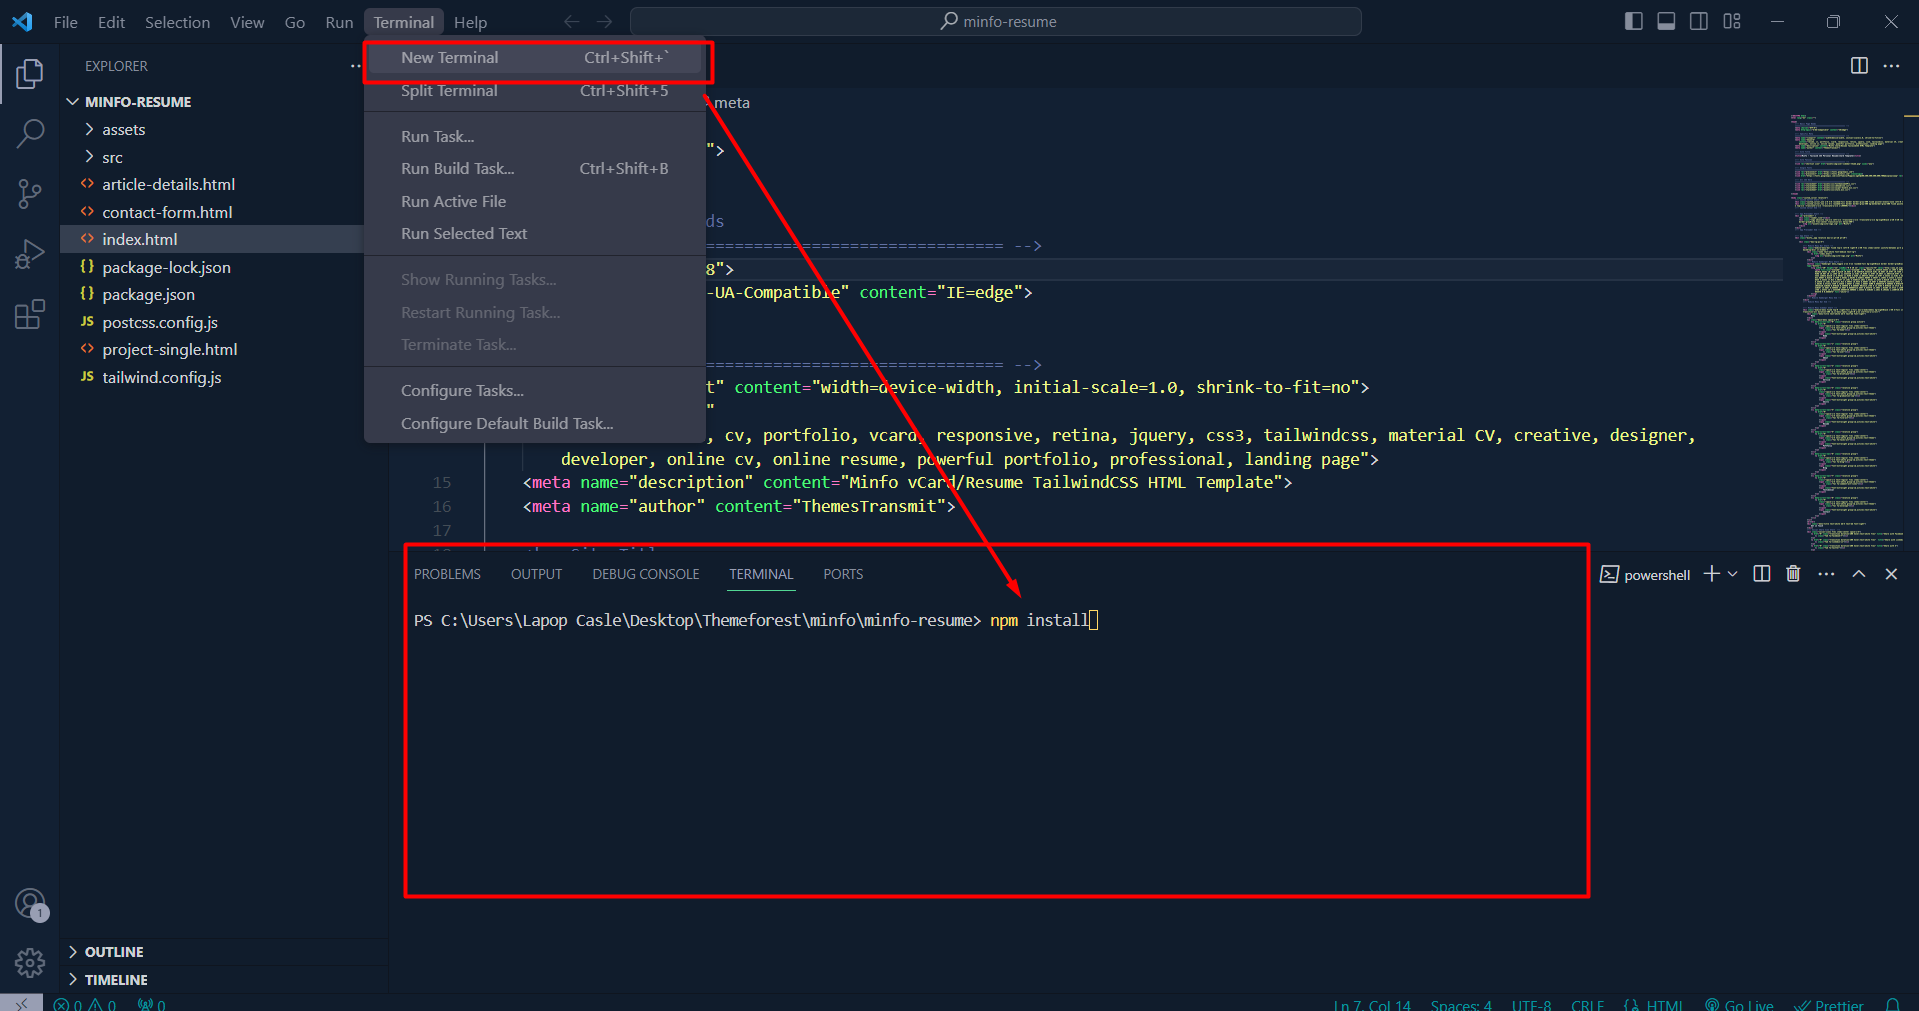 File Edit Selection View Go Run Terminal Help
minfo-resume
EXPLORER
MINFO-RESUME
assets
src
article-details.html
contact-form.html
index.html
package-lock.json
package.json
postcss.config.js
project-single.html
tailwind.config.js
OUTLINE
TIMELINE
New Terminal Ctrl+Shift+`
Split Terminal Ctrl+Shift+5
Run Task...
Run Build Task... Ctrl+Shift+B
Run Active File
Run Selected Text
Show Running Tasks...
Restart Running Task...
Terminate Task...
Configure Tasks...
Configure Default Build Task...
meta
">
ds
================================ -->
8">
-UA-Compatible" content="IE=edge">
================================ -->
t" content="width=device-width, initial-scale=1.0, shrink-to-fit=no">
"
, cv, portfolio, vcard, responsive, retina, jquery, css3, tailwindcss, material CV, creative, designer,
developer, online cv, online resume, powerful portfolio, professional, landing page">
15 <meta name="description" content="Minfo vCard/Resume TailwindCSS HTML Template">
16 <meta name="author" content="ThemesTransmit">
17
PROBLEMS OUTPUT DEBUG CONSOLE TERMINAL PORTS
powershell
PS C:\Users\Lapop Casle\Desktop\Themeforest\minfo\minfo-resume> npm install
1
0 0 0
Ln 7, Col 14 Spaces: 4 UTF-8 CRLF {} HTML Go Live Prettier